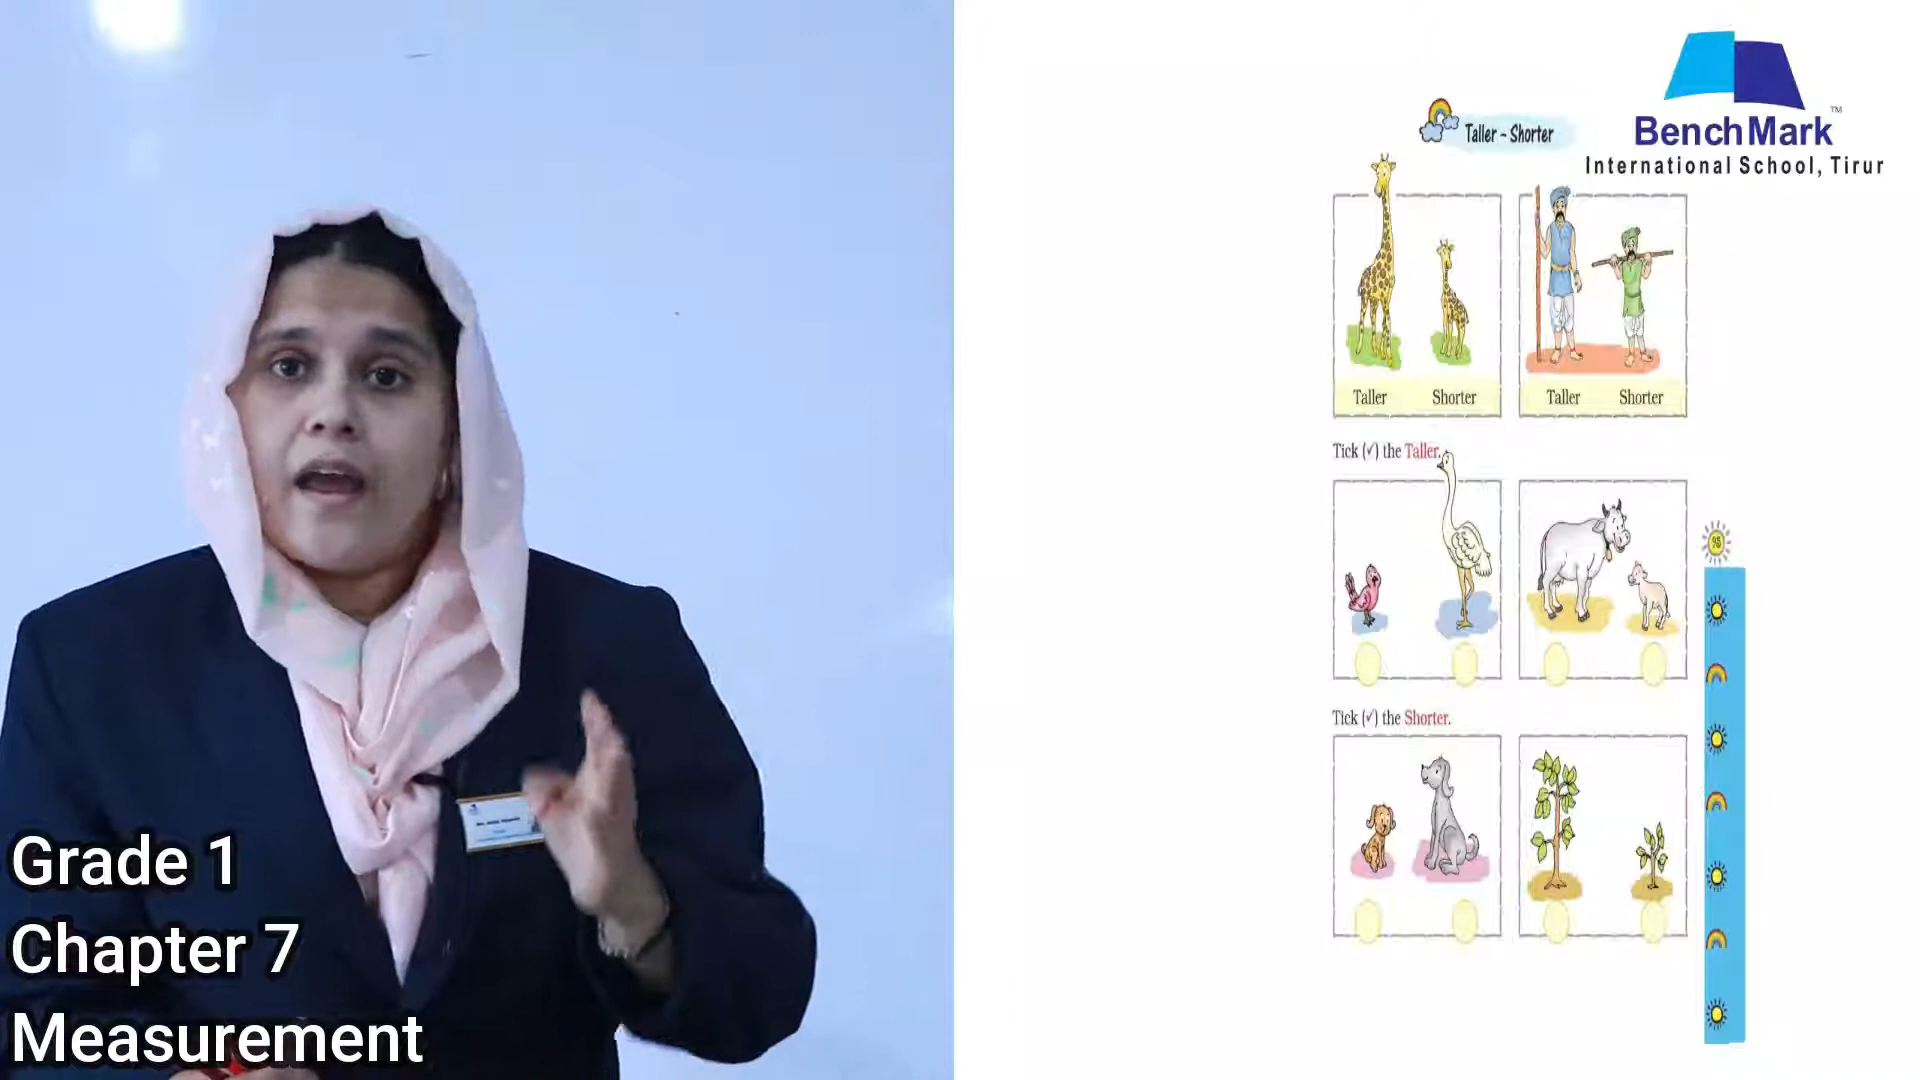 Grade 1
Chapter 7
Measurement
BenchMark
TM
International School, Tirur
Taller - Shorter
Taller Shorter
Taller Shorter
Tick (✓) the Taller.
Tick (✓) the Shorter.